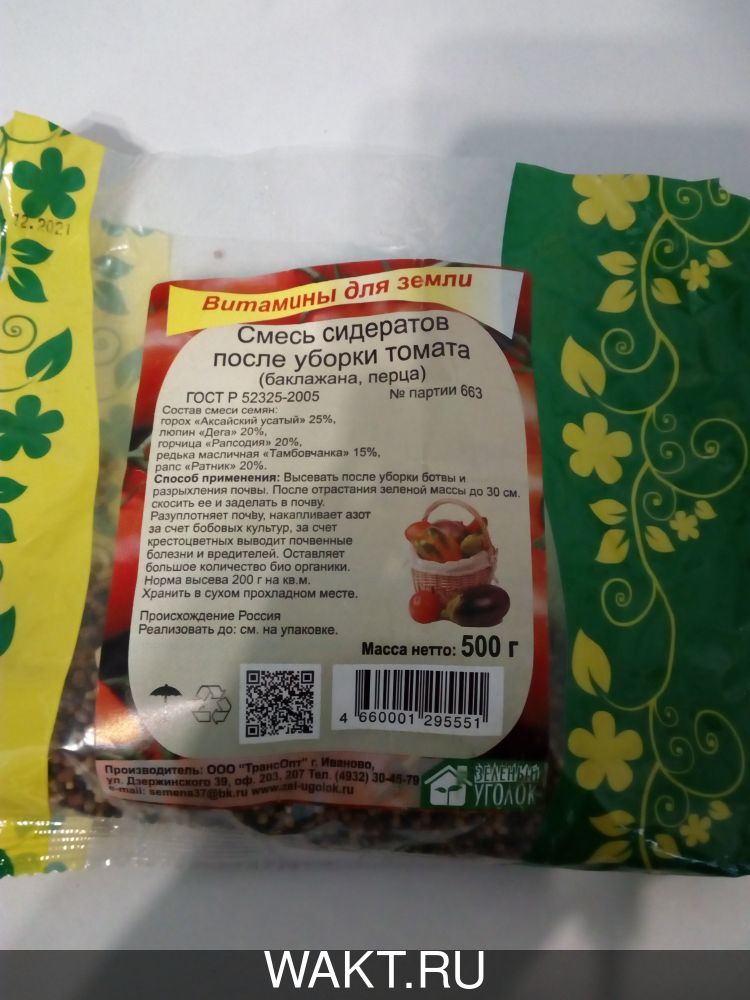 12.2021
Витамины для земли
Смесь сидератов
после уборки томата
(баклажана, перца)
ГОСТ Р 52325-2005 № партии 663
Состав смеси семян:
горох «Аксайский усатый» 25%,
люпин «Дега» 20%,
горчица «Рапсодия» 20%,
редька масличная «Тамбовчанка» 15%,
рапс «Ратник» 20%.
Способ применения: Высевать после уборки ботвы и
разрыхления почвы. После отрастания зеленой массы до 30 см.
скосить ее и заделать в почву.
Разуплотняет почву, накапливает азот
за счет бобовых культур, за счет
крестоцветных выводит почвенные
болезни и вредителей. Оставляет
большое количество био органики.
Норма высева 200 г на кв.м.
Хранить в сухом прохладном месте.
Происхождение Россия
Реализовать до: см. на упаковке.
Масса нетто: 500 г
4 660001 295551
Производитель: ООО "ТрансОпт" г. Иваново,
ул. Дзержинского 39, оф. 203, 207 Тел. (4932) 30-45-79
e-mail: semena37@bk.ru www.zel-ugolok.ru
ЗЕЛЁНЫЙ
УГОЛОК
WAKT.RU